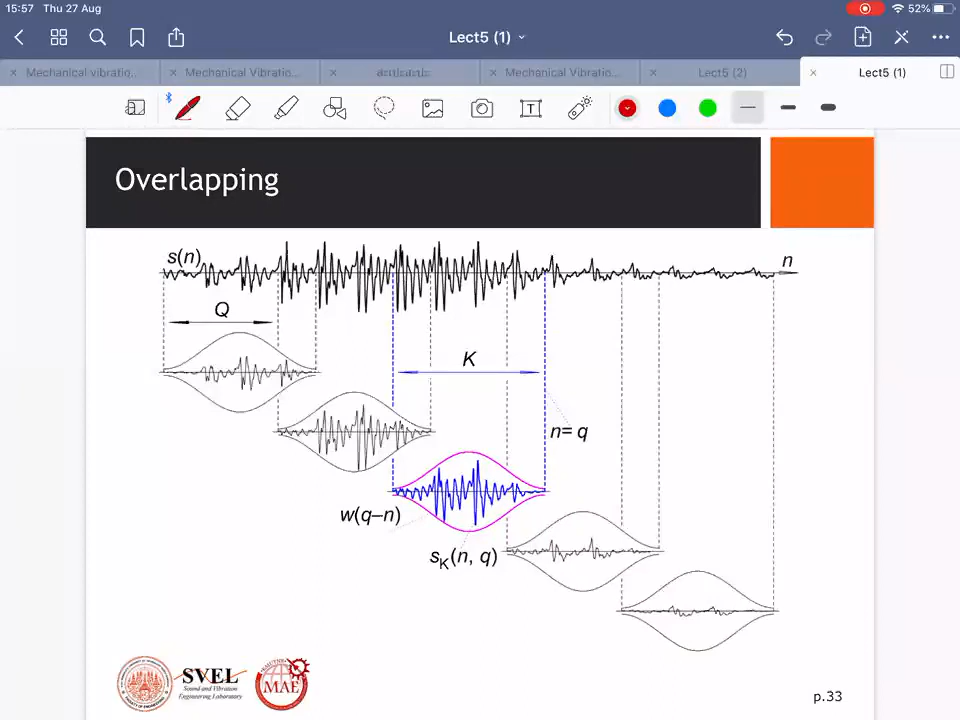 15:57 Thu 27 Aug 52%
Lect5 (1)
Mechanical vibratio... Mechanical Vibratio... Mechanical Vibratio... Lect5 (2) Lect5 (1)
T
Overlapping
s(n) n
Q
K
n= q
w(q–n)
sK(n, q)
SVEL
Sound and Vibration
Engineering Laboratory
MAE
p.33